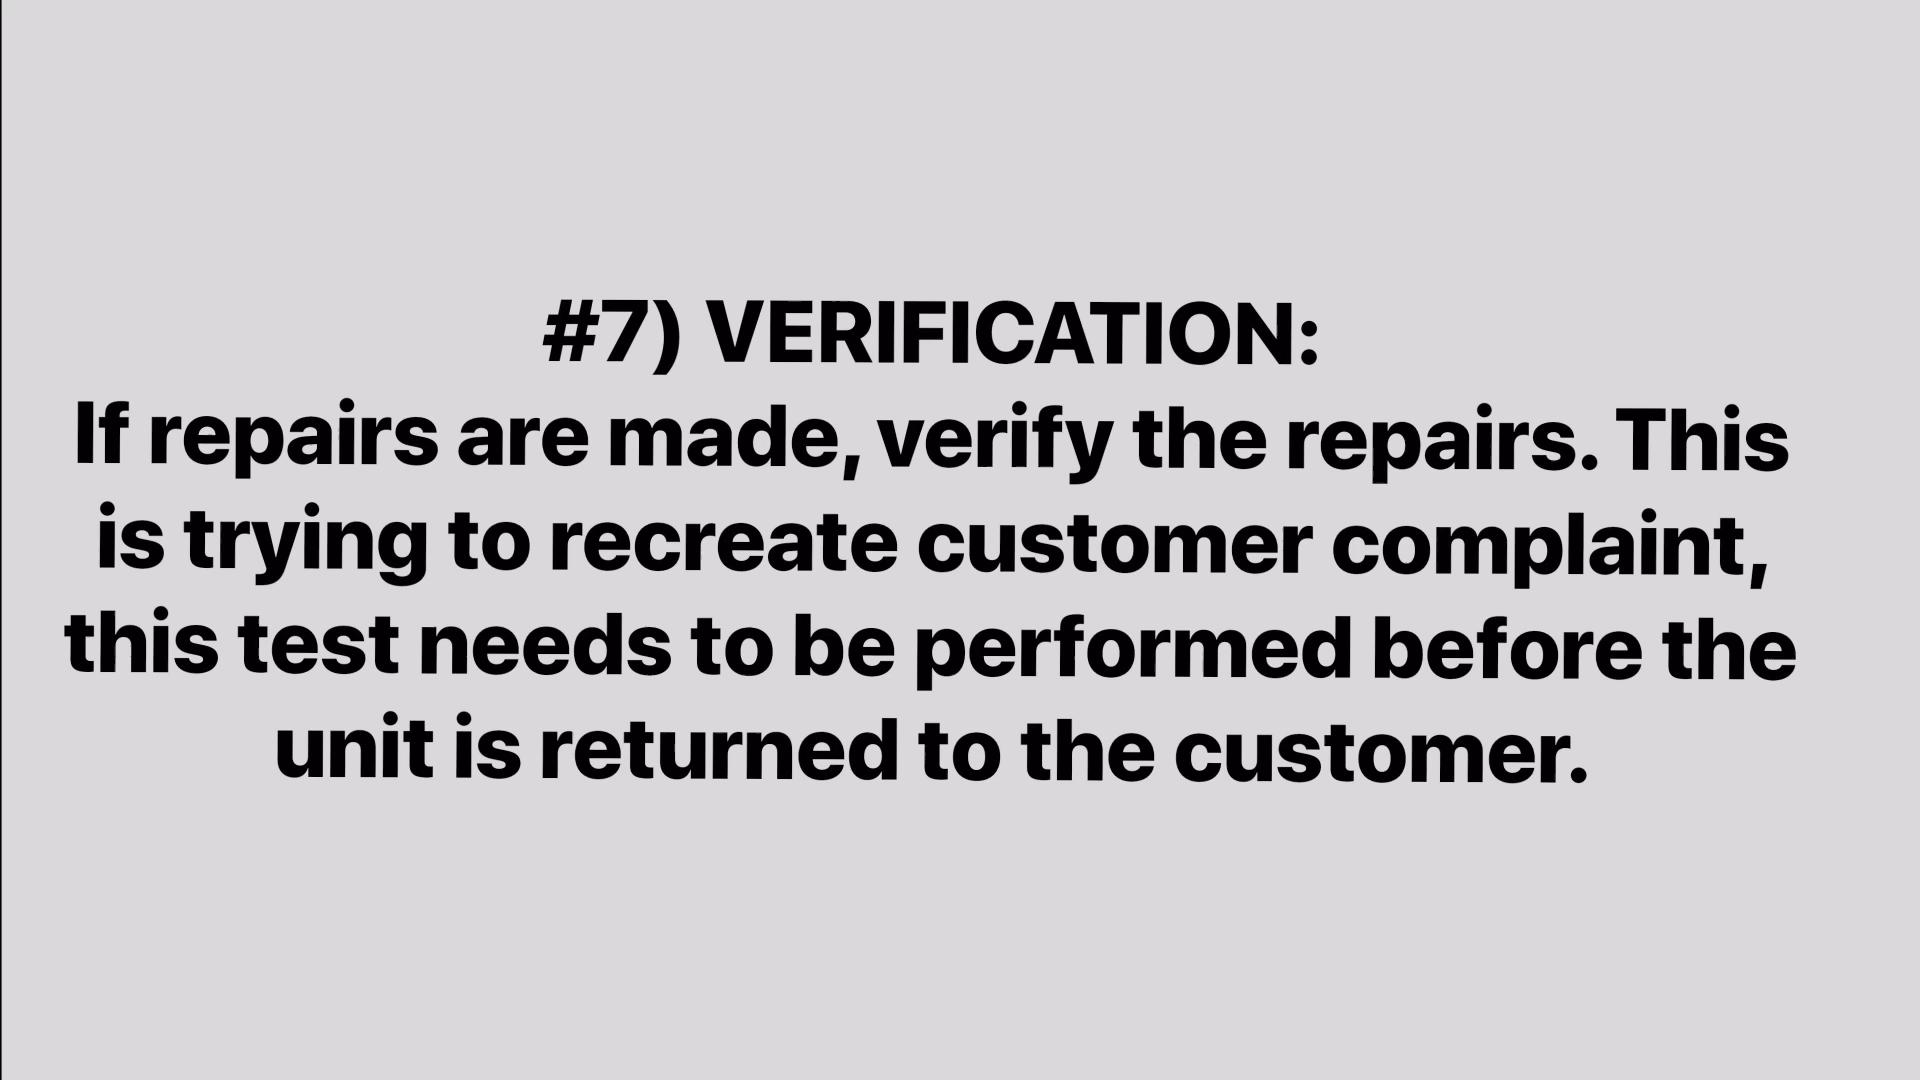 #7) VERIFICATION:
If repairs are made, verify the repairs. This
is trying to recreate customer complaint,
this test needs to be performed before the
unit is returned to the customer.